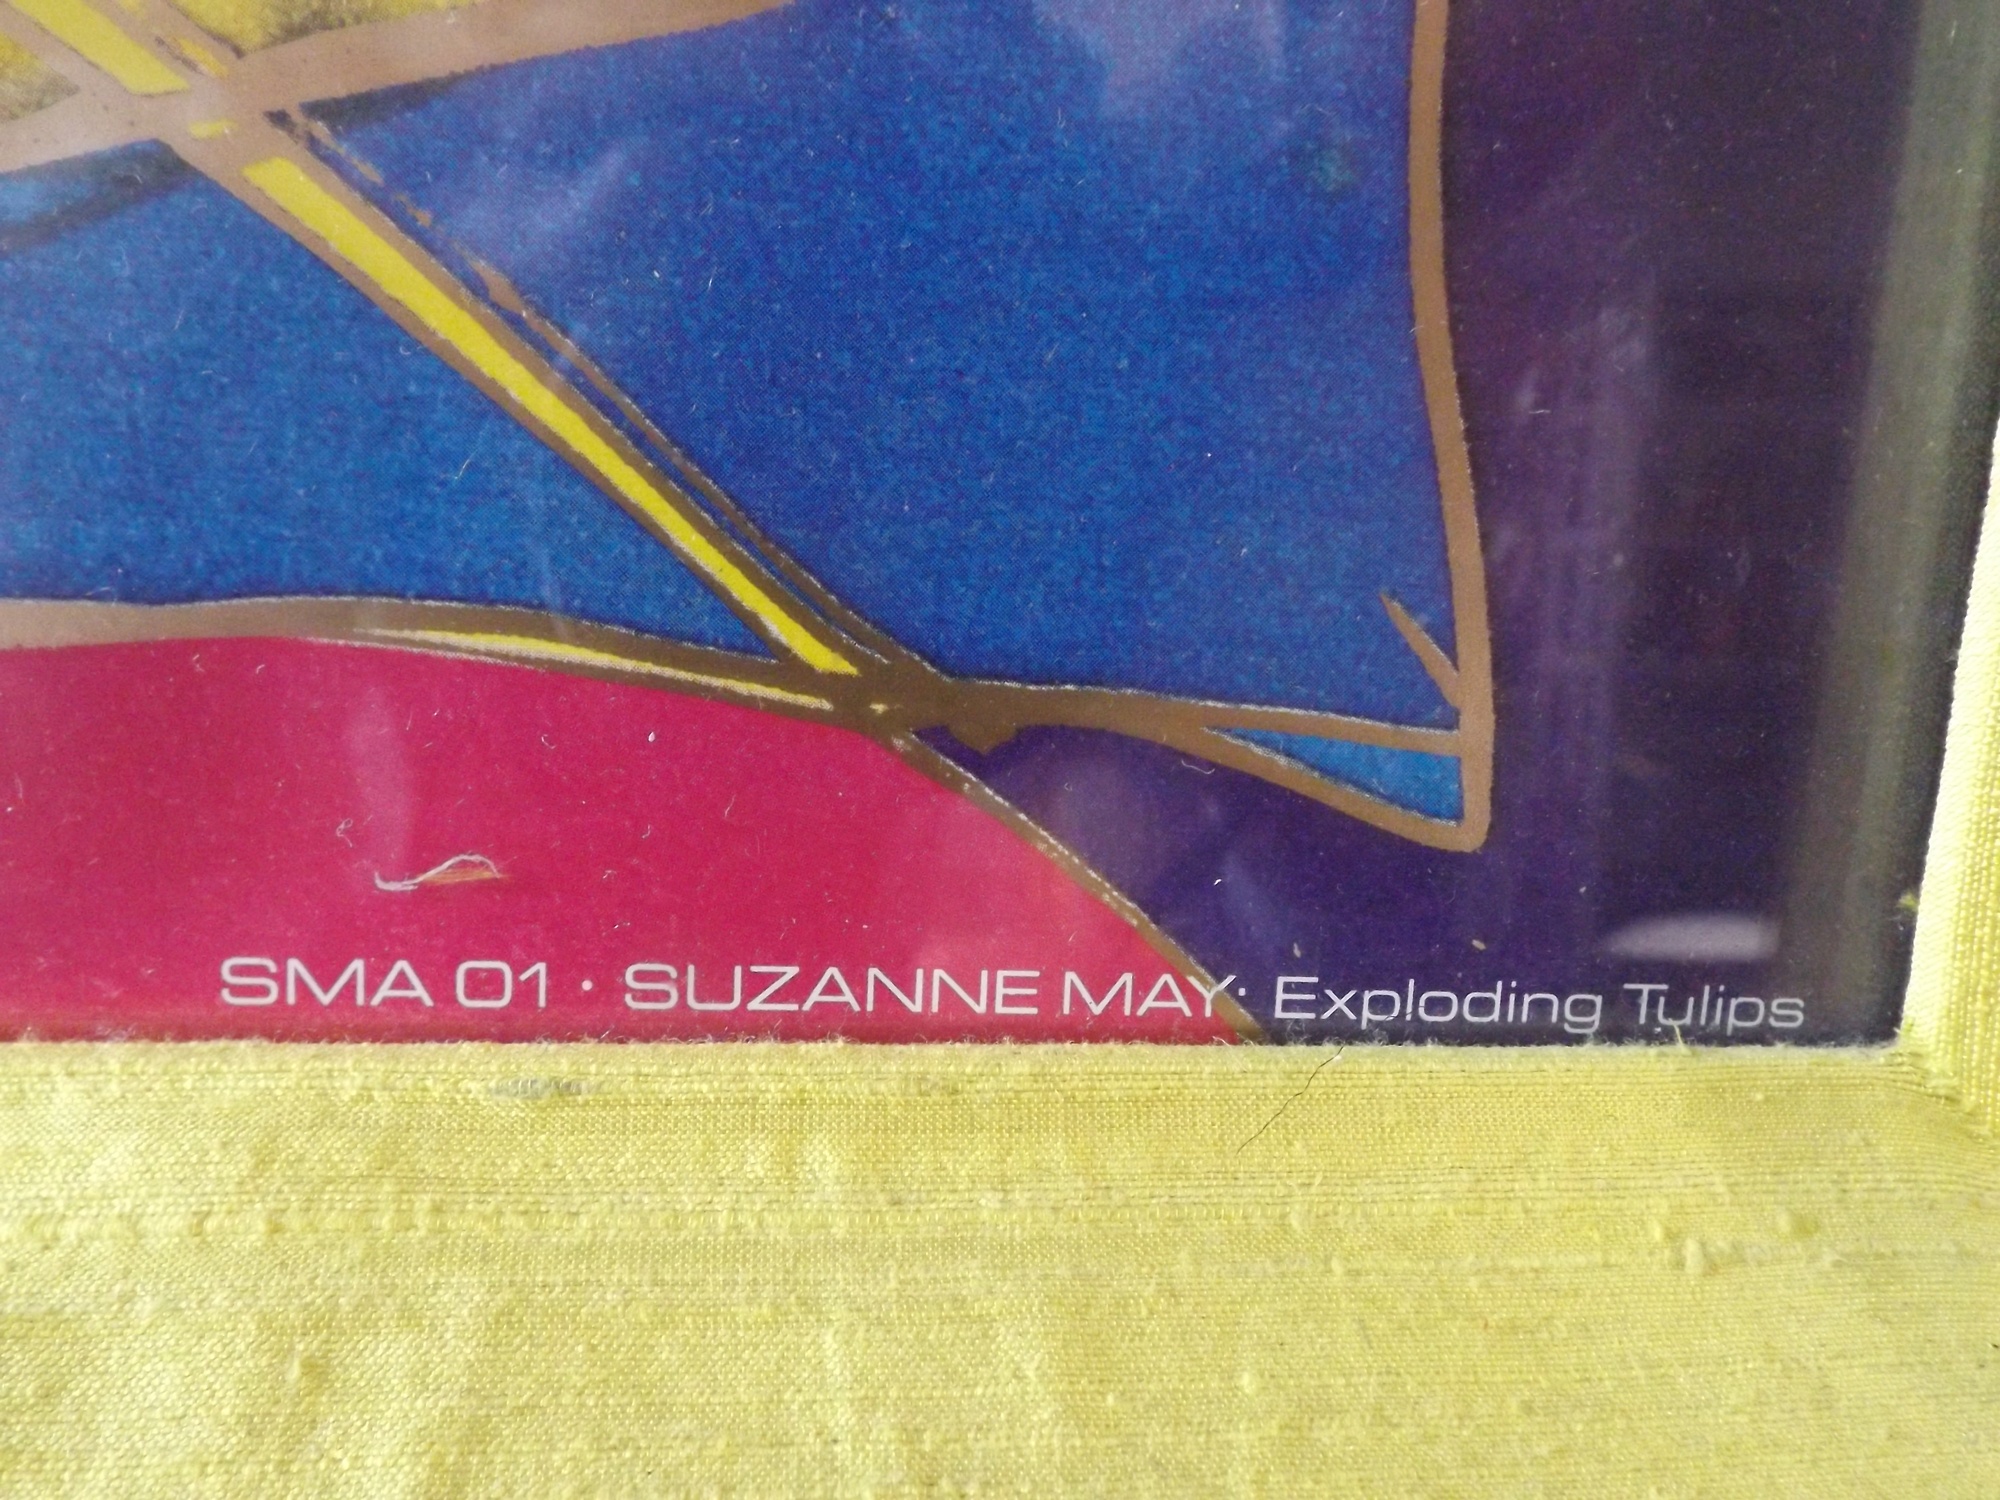 SMA 01 · SUZANNE MAY · Exploding Tulips